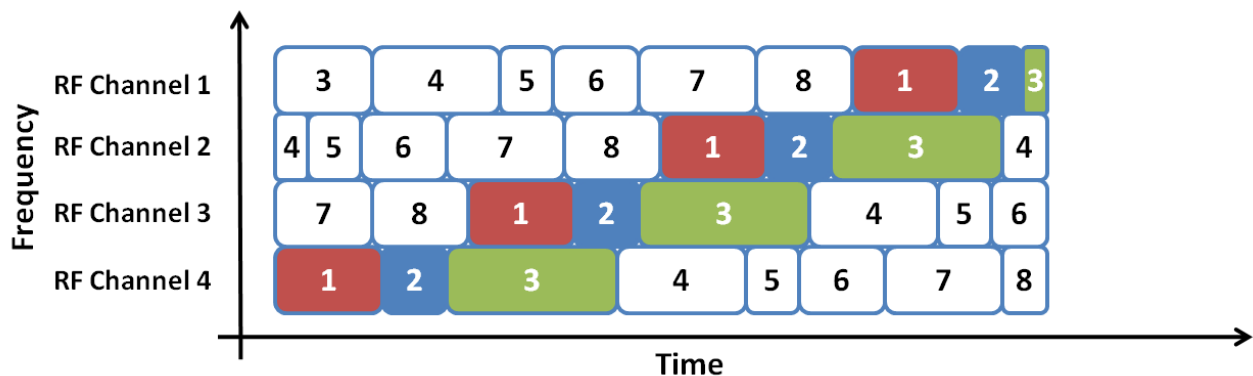 Frequency
RF Channel 1 3 4 5 6 7 8 1 2 3
RF Channel 2 4 5 6 7 8 1 2 3 4
RF Channel 3 7 8 1 2 3 4 5 6
RF Channel 4 1 2 3 4 5 6 7 8
Time